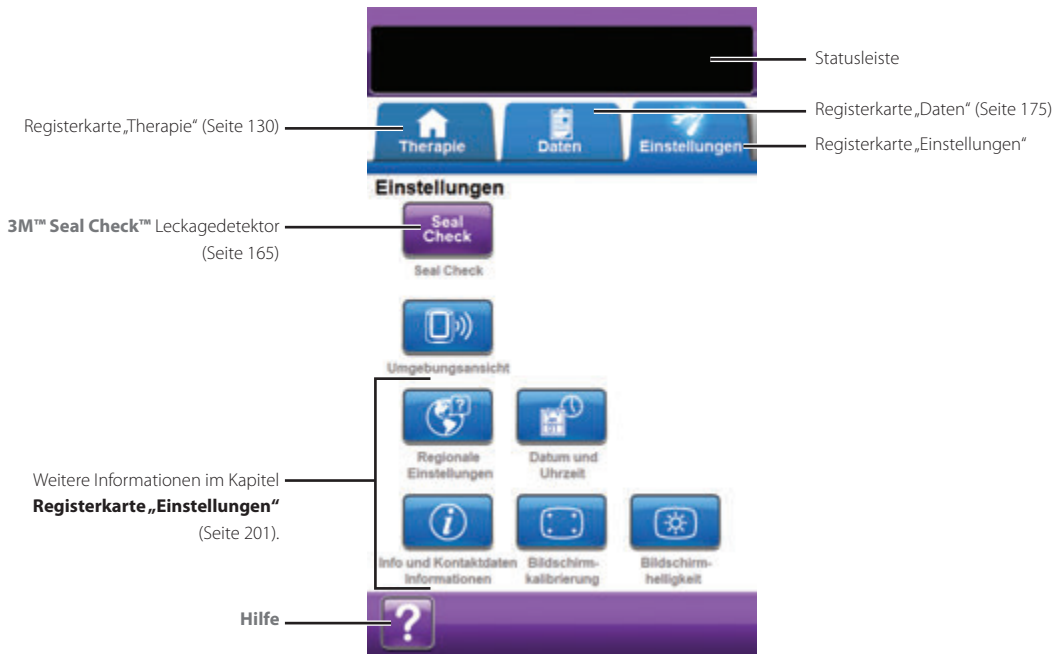 Statusleiste
Registerkarte „Therapie“ (Seite 130)
Registerkarte „Daten“ (Seite 175)
Registerkarte „Einstellungen“
Therapie
Daten
Einstellungen
Einstellungen
3M™ Seal Check™ Leckagedetektor
(Seite 165)
Seal
Check
Seal Check
Umgebungsansicht
Regionale
Einstellungen
Datum und
Uhrzeit
Weitere Informationen im Kapitel
Registerkarte „Einstellungen“
(Seite 201).
Info und Kontaktdaten
Informationen
Bildschirm-
kalibrierung
Bildschirm-
helligkeit
Hilfe
?